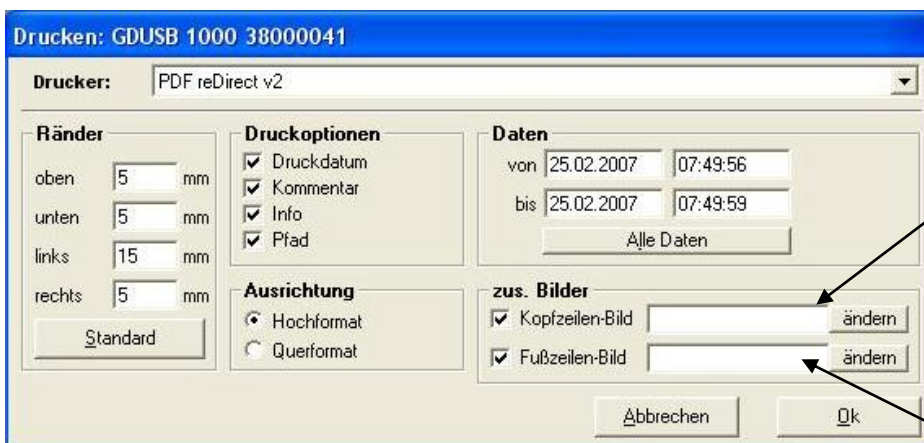 Drucken: GDUSB 1000 38000041
Drucker: PDF reDirect v2
Ränder
oben 5 mm
unten 5 mm
links 15 mm
rechts 5 mm
Standard
Druckoptionen
Druckdatum
Kommentar
Info
Pfad
Ausrichtung
Hochformat
Querformat
Daten
von 25.02.2007 07:49:56
bis 25.02.2007 07:49:59
Alle Daten
zus. Bilder
Kopfzeilen-Bild ändern
Fußzeilen-Bild ändern
Abbrechen Ok